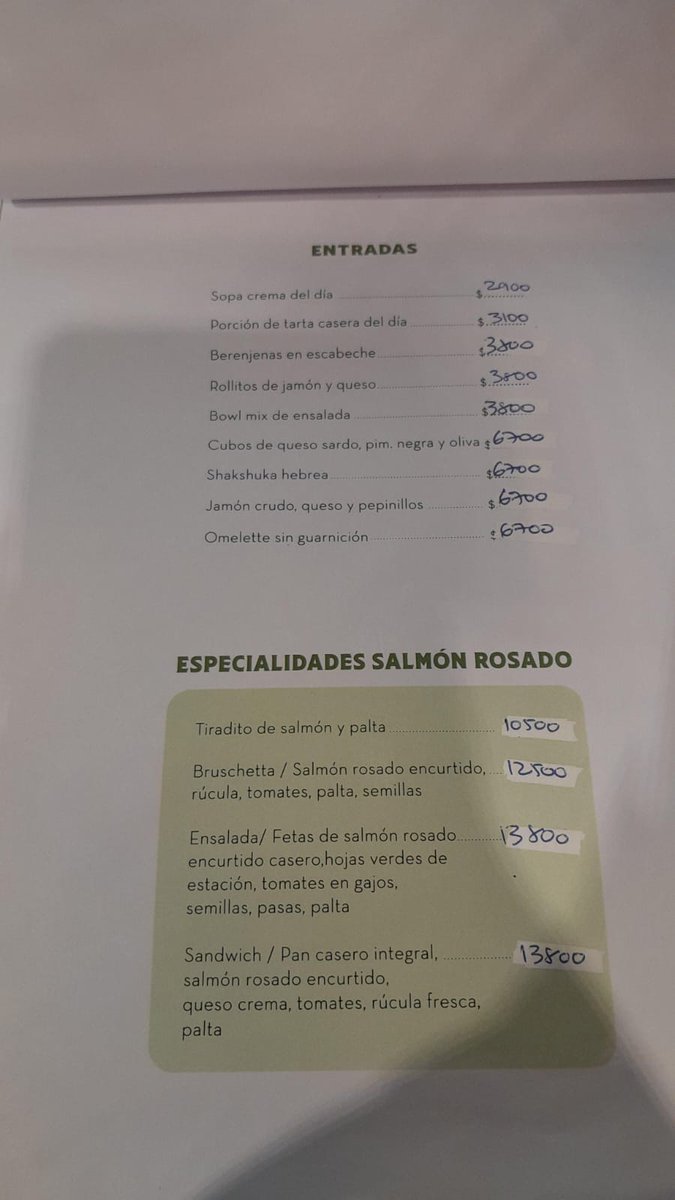 ENTRADAS
Sopa crema del día $ 2900
Porción de tarta casera del día $ 3100
Berenjenas en escabeche $ 3800
Rollitos de jamón y queso $ 3800
Bowl mix de ensalada $ 3800
Cubos de queso sardo, pim. negra y oliva $ 6700
Shakshuka hebrea $ 6700
Jamón crudo, queso y pepinillos $ 6700
Omelette sin guarnición $ 6700
ESPECIALIDADES SALMÓN ROSADO
Tiradito de salmón y palta 10500
Bruschetta / Salmón rosado encurtido, 12500
rúcula, tomates, palta, semillas
Ensalada/ Fetas de salmón rosado 13800
encurtido casero,hojas verdes de
estación, tomates en gajos,
semillas, pasas, palta
Sandwich / Pan casero integral, 13800
salmón rosado encurtido,
queso crema, tomates, rúcula fresca,
palta